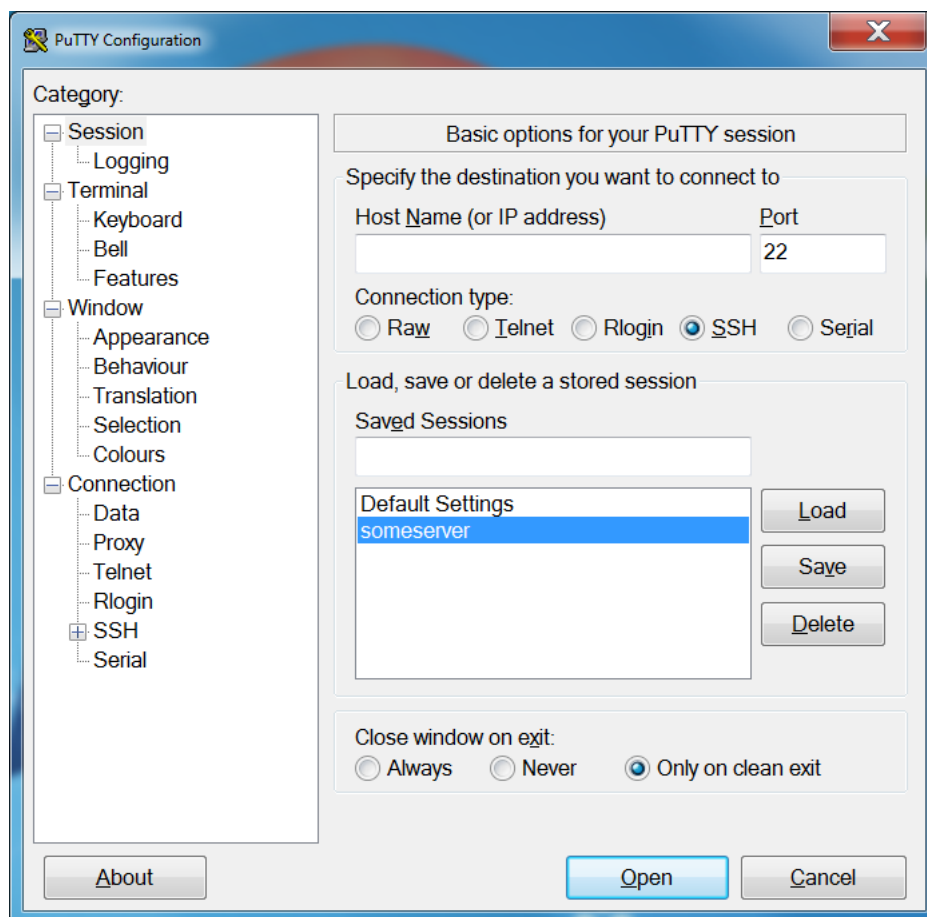 PuTTY Configuration
Category:
Session
Logging
Terminal
Keyboard
Bell
Features
Window
Appearance
Behaviour
Translation
Selection
Colours
Connection
Data
Proxy
Telnet
Rlogin
SSH
Serial
Basic options for your PuTTY session
Specify the destination you want to connect to
Host Name (or IP address) Port
22
Connection type:
Raw Telnet Rlogin SSH Serial
Load, save or delete a stored session
Saved Sessions
Default Settings
someserver
Load
Save
Delete
Close window on exit:
Always Never Only on clean exit
About Open Cancel